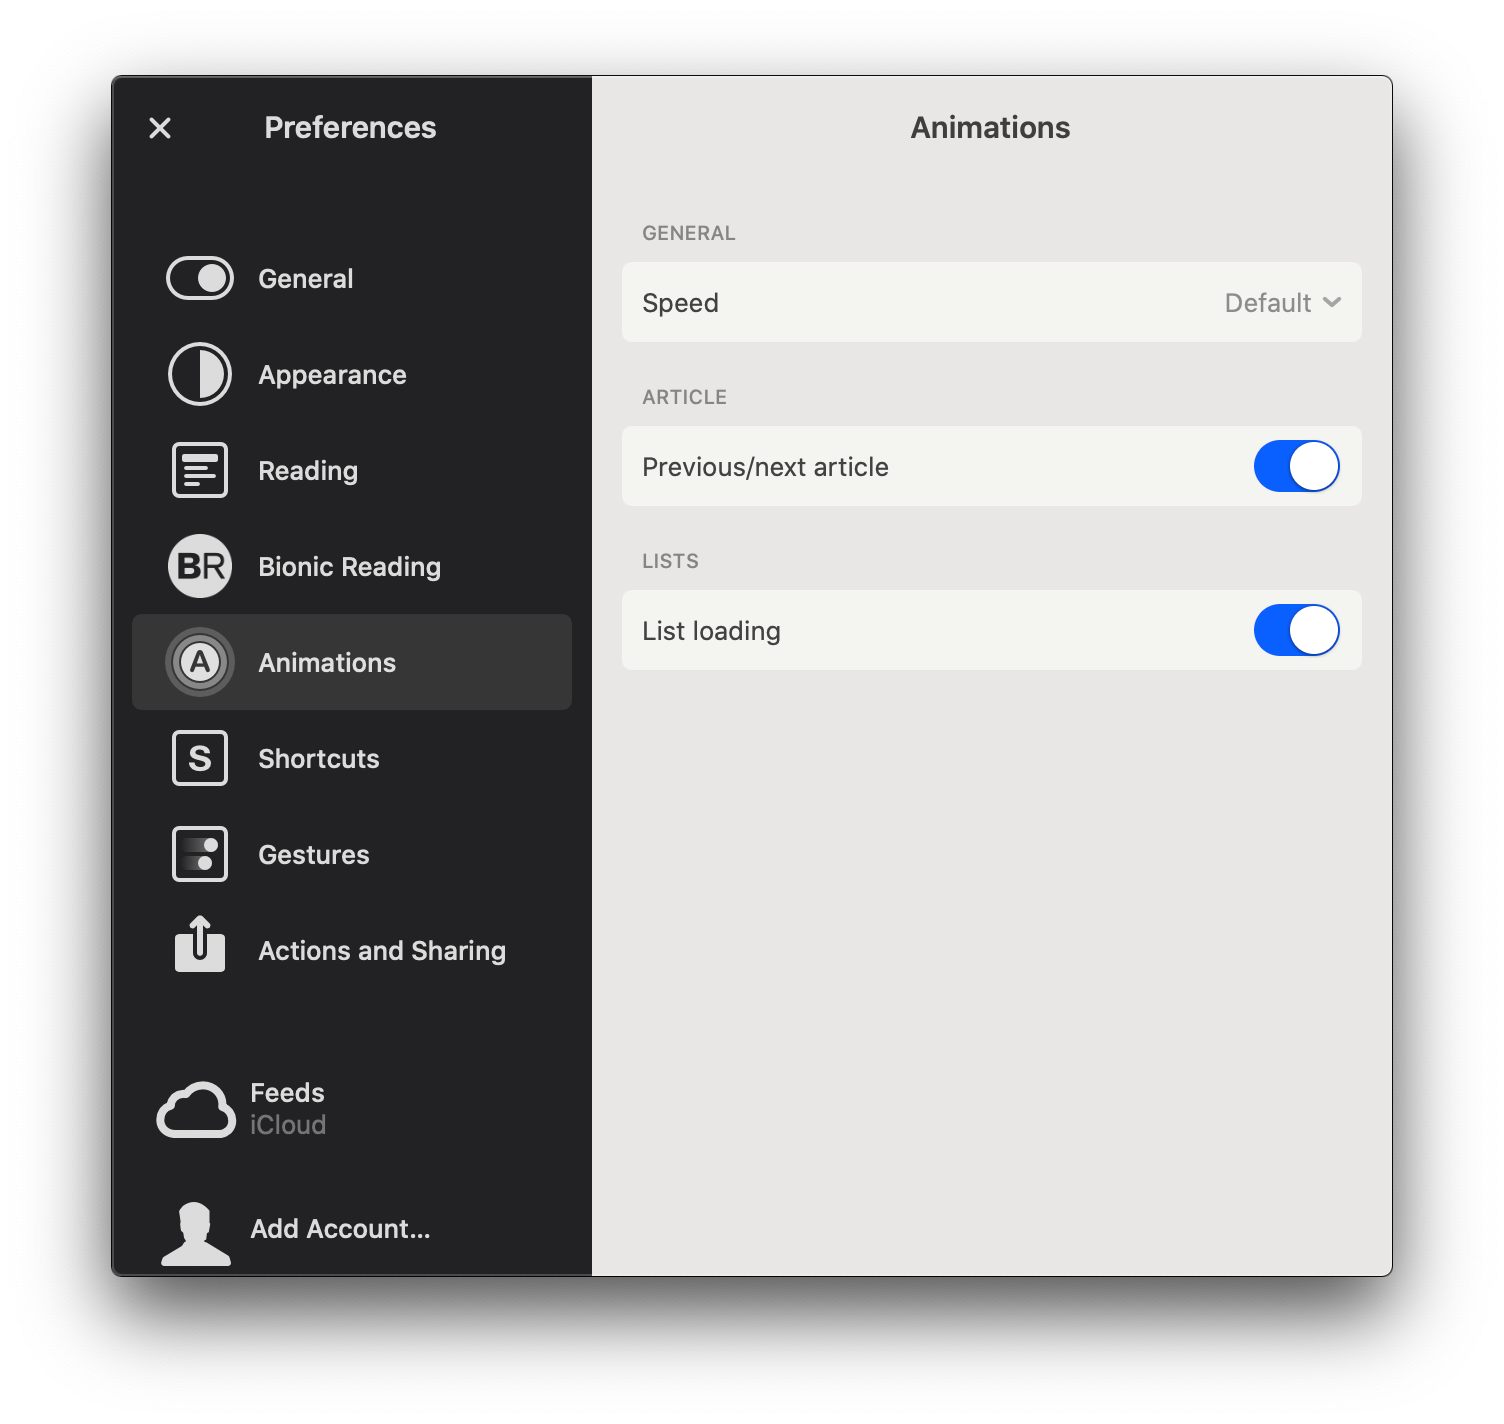 Preferences
General
Appearance
Reading
BR
Bionic Reading
A
Animations
S
Shortcuts
Gestures
Actions and Sharing
Feeds
iCloud
Add Account...
Animations
GENERAL
Speed Default
ARTICLE
Previous/next article
LISTS
List loading